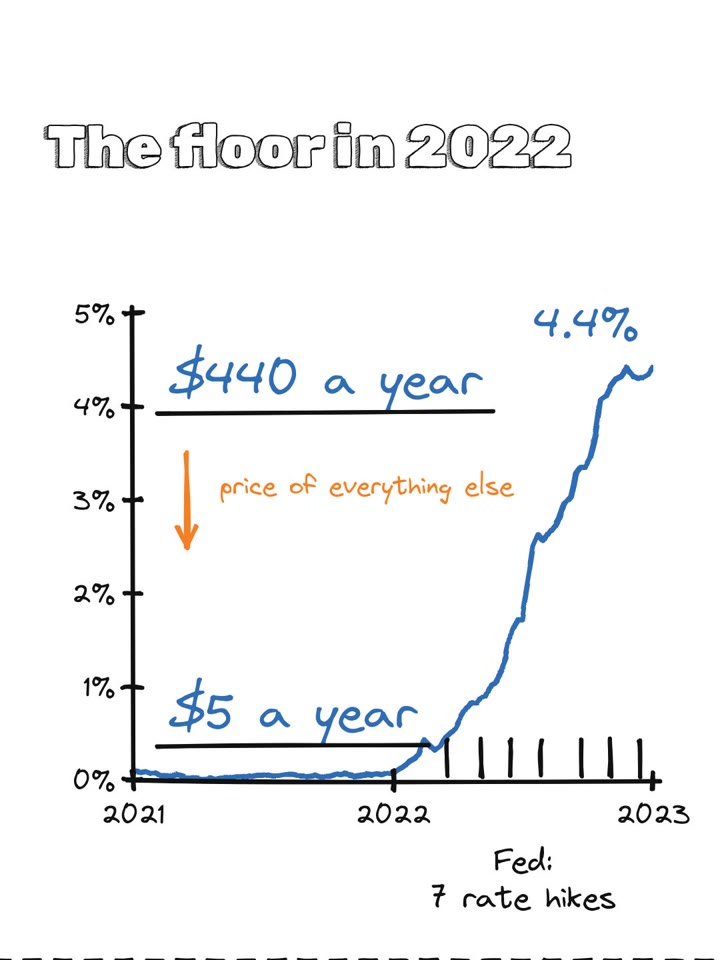 The floor in 2022
5%
4.4%
$440 a year
4%
price of everything else
3%
2%
1%
$5 a year
0%
2021 2022 2023
Fed:
7 rate hikes